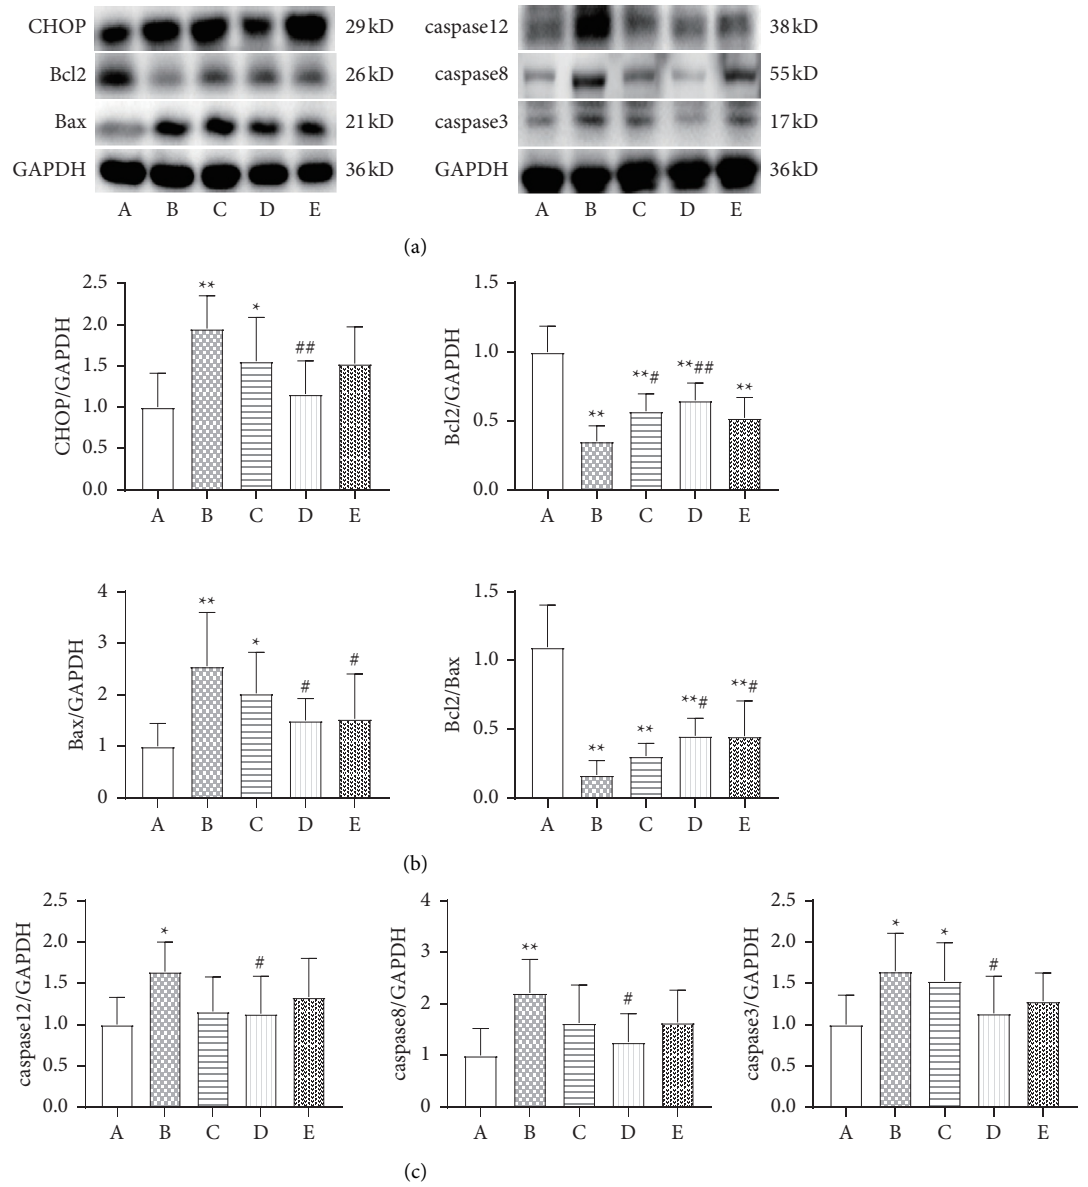 CHOP 29 kD caspase12 38 kD
Bcl2 26 kD caspase8 55 kD
Bax 21 kD caspase3 17 kD
GAPDH 36 kD GAPDH 36 kD
A B C D E A B C D E
(a)
CHOP/GAPDH
2.5
2.0
1.5
1.0
0.5
0.0
** * ##
A B C D E
Bcl2/GAPDH
1.5
1.0
0.5
0.0
** **# **## **
A B C D E
Bax/GAPDH
4
3
2
1
0
** * # #
A B C D E
Bcl2/Bax
1.5
1.0
0.5
0.0
** ** **# **#
A B C D E
(b)
caspase12/GAPDH
2.5
2.0
1.5
1.0
0.5
0.0
* #
A B C D E
caspase8/GAPDH
4
3
2
1
0
** #
A B C D E
caspase3/GAPDH
2.5
2.0
1.5
1.0
0.5
0.0
* * #
A B C D E
(c)